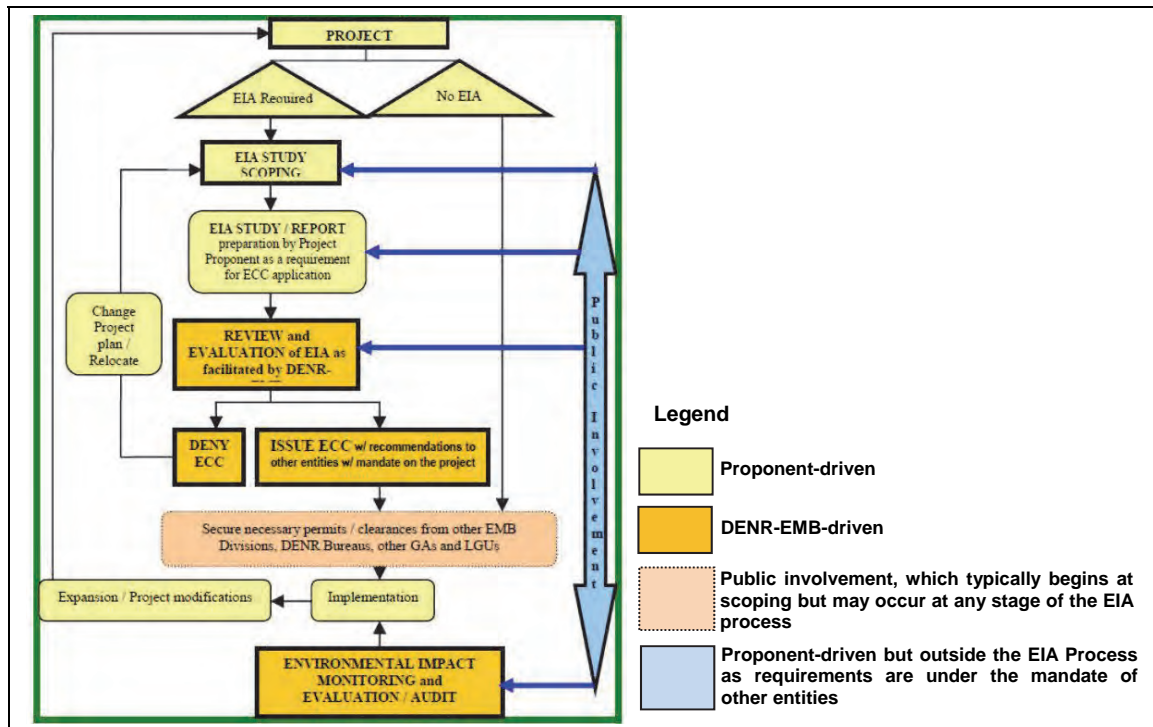 PROJECT
EIA Required
No EIA
EIA STUDY
SCOPING
EIA STUDY / REPORT
preparation by Project
Proponent as a requirement
for ECC application
Change
Project
plan /
Relocate
REVIEW and
EVALUATION of EIA as
facilitated by DENR-
DENY
ECC
ISSUE ECC w/ recommendations to
other entities w/ mandate on the project
Secure necessary permits / clearances from other EMB
Divisions, DENR Bureaus, other GAs and LGUs
Expansion / Project modifications
Implementation
ENVIRONMENTAL IMPACT
MONITORING and
EVALUATION / AUDIT
Public Involvement
Legend
Proponent-driven
DENR-EMB-driven
Public involvement, which typically begins at
scoping but may occur at any stage of the EIA
process
Proponent-driven but outside the EIA Process
as requirements are under the mandate of
other entities